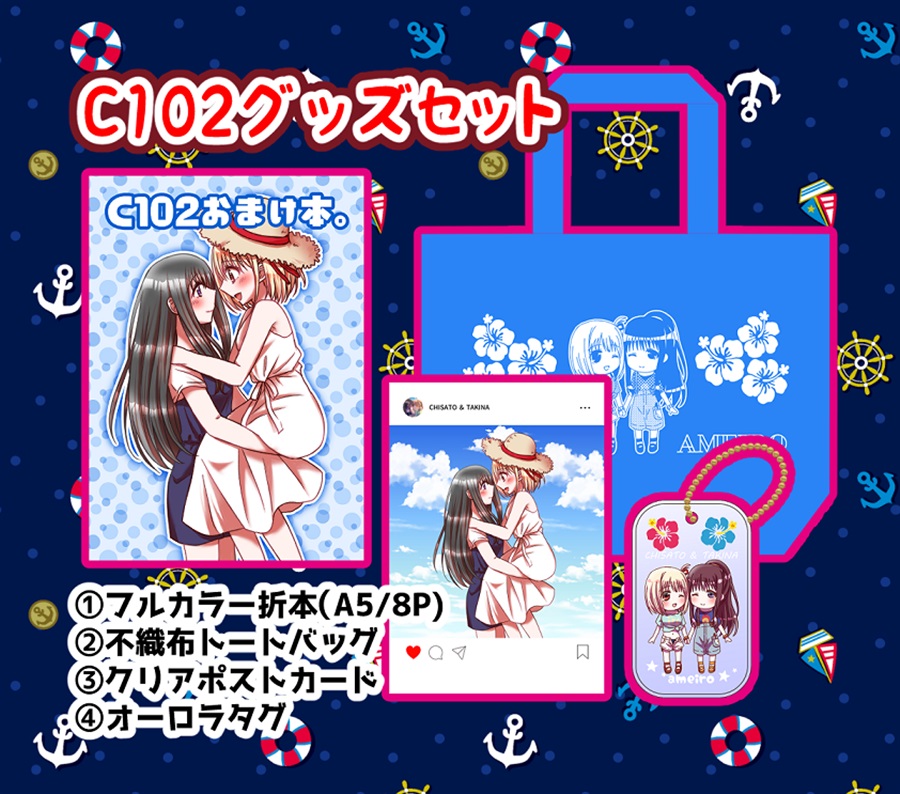 C102グッズセット
C102おまけ本。
CHISATO & TAKINA
AMEIRO
CHISATO & TAKINA
ameiro
①フルカラー折本(A5/8P)
②不織布トートバッグ
③クリアポストカード
④オーロラタグ